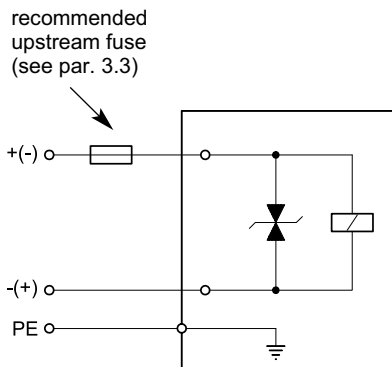 recommended
upstream fuse
(see par. 3.3)
+(-)
-(+)
PE